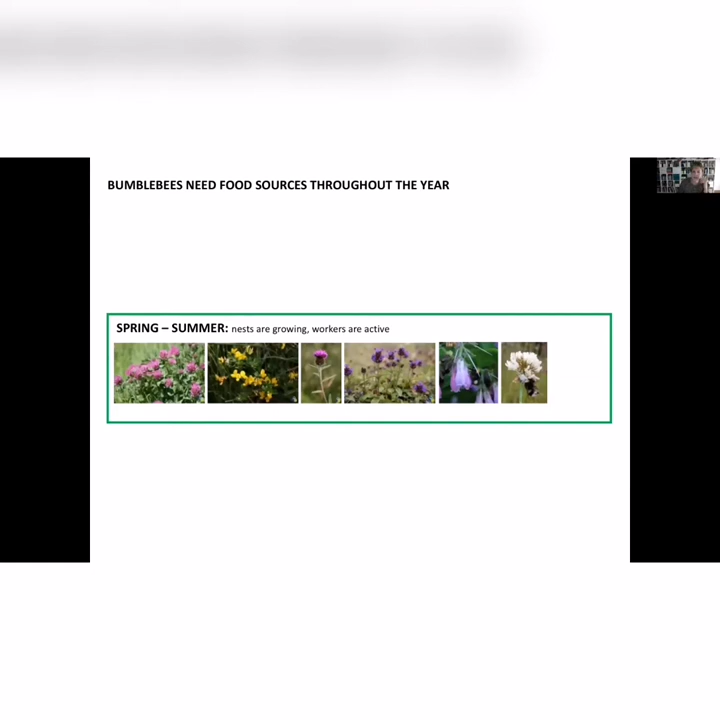 BUMBLEBEES NEED FOOD SOURCES THROUGHOUT THE YEAR
SPRING – SUMMER: nests are growing, workers are active